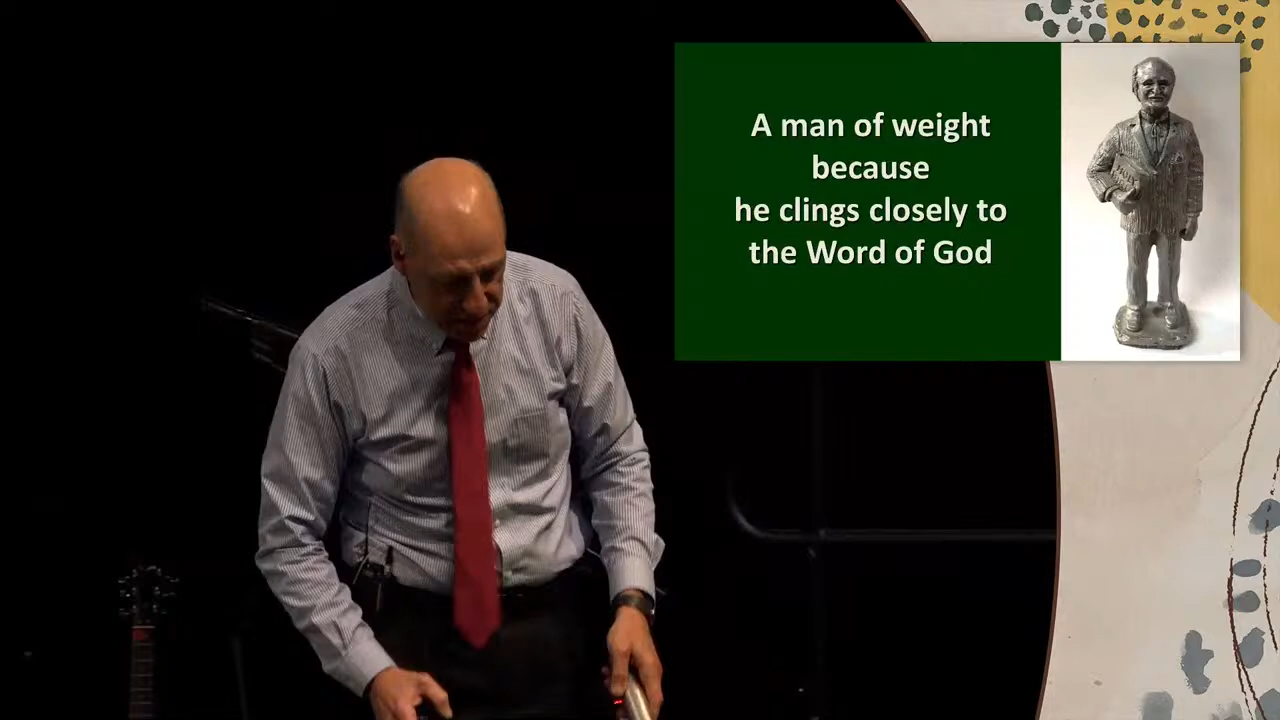 A man of weight
because
he clings closely to
the Word of God